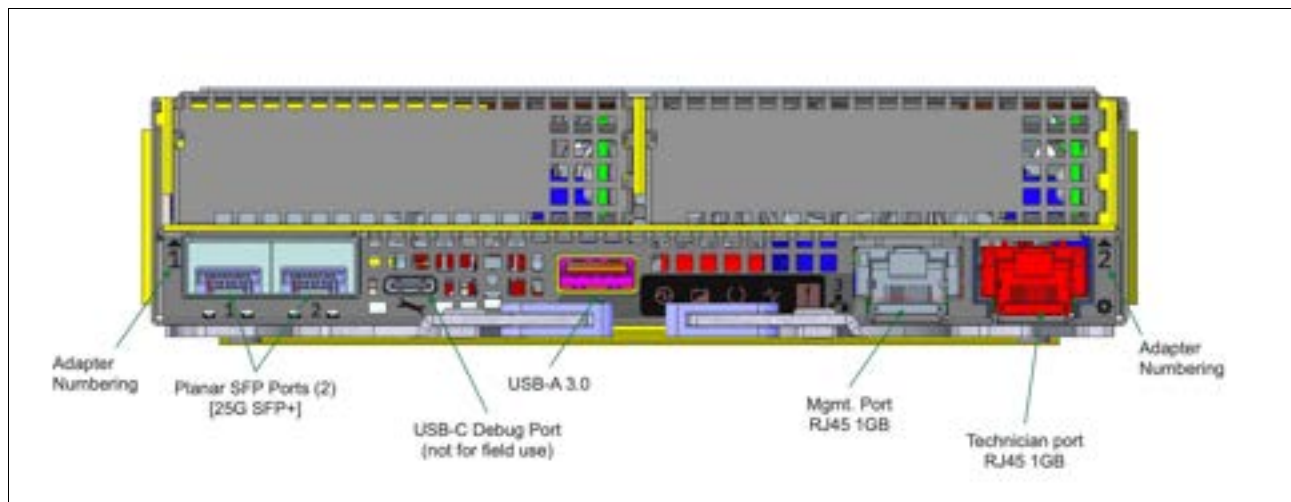 1
2
1
2
3
Adapter
Numbering
Planar SFP Ports (2)
[25G SFP+]
USB-C Debug Port
(not for field use)
USB-A 3.0
Mgmt. Port
RJ45 1GB
Technician port
RJ45 1GB
Adapter
Numbering